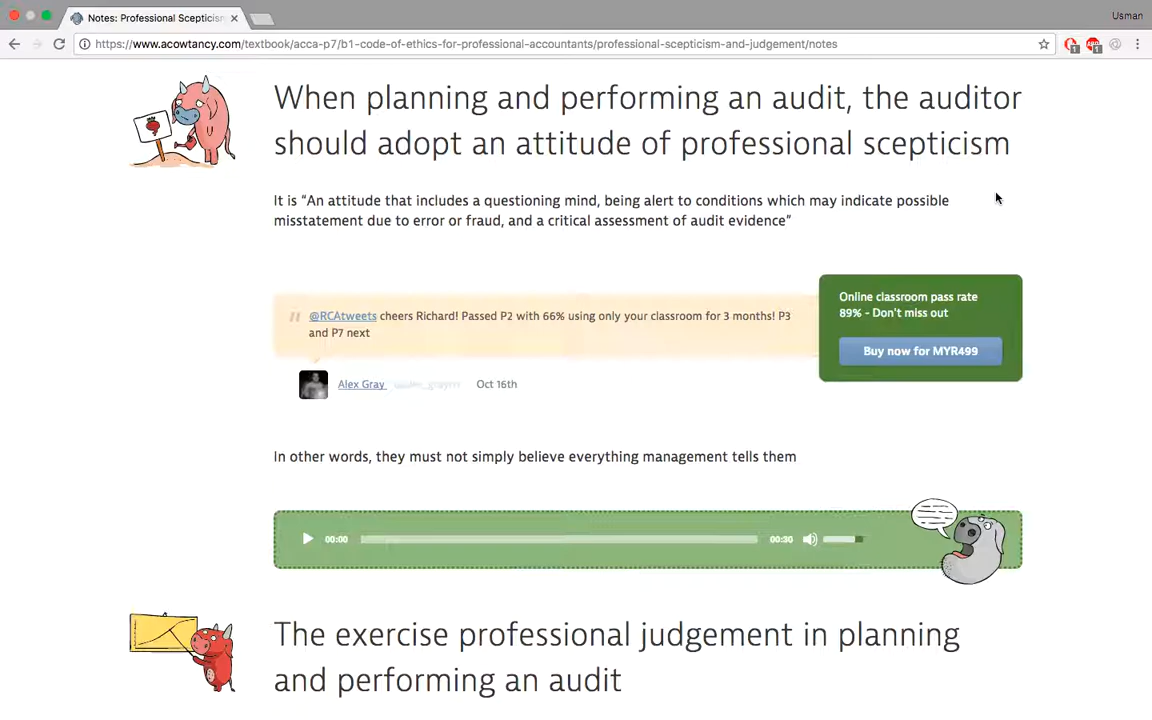 Notes: Professional Scepticism
Usman
https://www.acowtancy.com/textbook/acca-p7/b1-code-of-ethics-for-professional-accountants/professional-scepticism-and-judgement/notes
1
1
When planning and performing an audit, the auditor
should adopt an attitude of professional scepticism
It is “An attitude that includes a questioning mind, being alert to conditions which may indicate possible
misstatement due to error or fraud, and a critical assessment of audit evidence”
Online classroom pass rate
89% - Don't miss out
Buy now for MYR499
@RCAtweets cheers Richard! Passed P2 with 66% using only your classroom for 3 months! P3
and P7 next
Alex Gray
Oct 16th
In other words, they must not simply believe everything management tells them
00:00
00:30
The exercise professional judgement in planning
and performing an audit